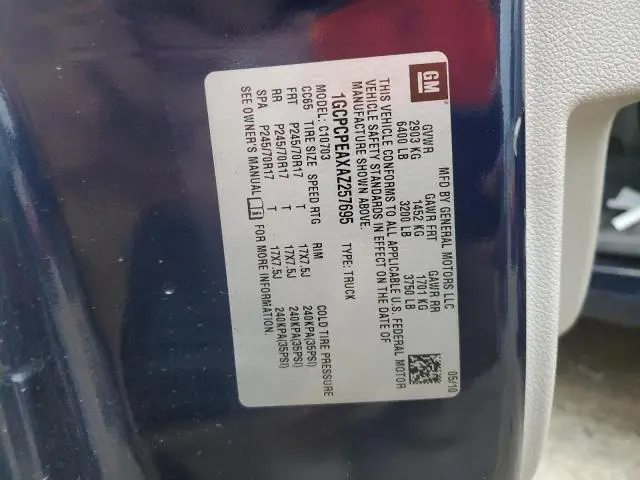 GM
MFD BY GENERAL MOTORS LLC 05/10
GVWR GAWR FRT GAWR RR
2903 KG 1452 KG 1701 KG
6400 LB 3200 LB 3750 LB
THIS VEHICLE CONFORMS TO ALL APPLICABLE U.S. FEDERAL MOTOR
VEHICLE SAFETY STANDARDS IN EFFECT ON THE DATE OF
MANUFACTURE SHOWN ABOVE.
1GCPCPEAXAZ257695 TYPE: TRUCK
MODEL: C10703
CC65 TIRE SIZE SPEED RTG RIM COLD TIRE PRESSURE
FRT P245/70R17 T 17X7.5J 240KPA(35PSI)
RR P245/70R17 T 17X7.5J 240KPA(35PSI)
SPA P245/70R17 T 17X7.5J 240KPA(35PSI)
SEE OWNER'S MANUAL FOR MORE INFORMATION.